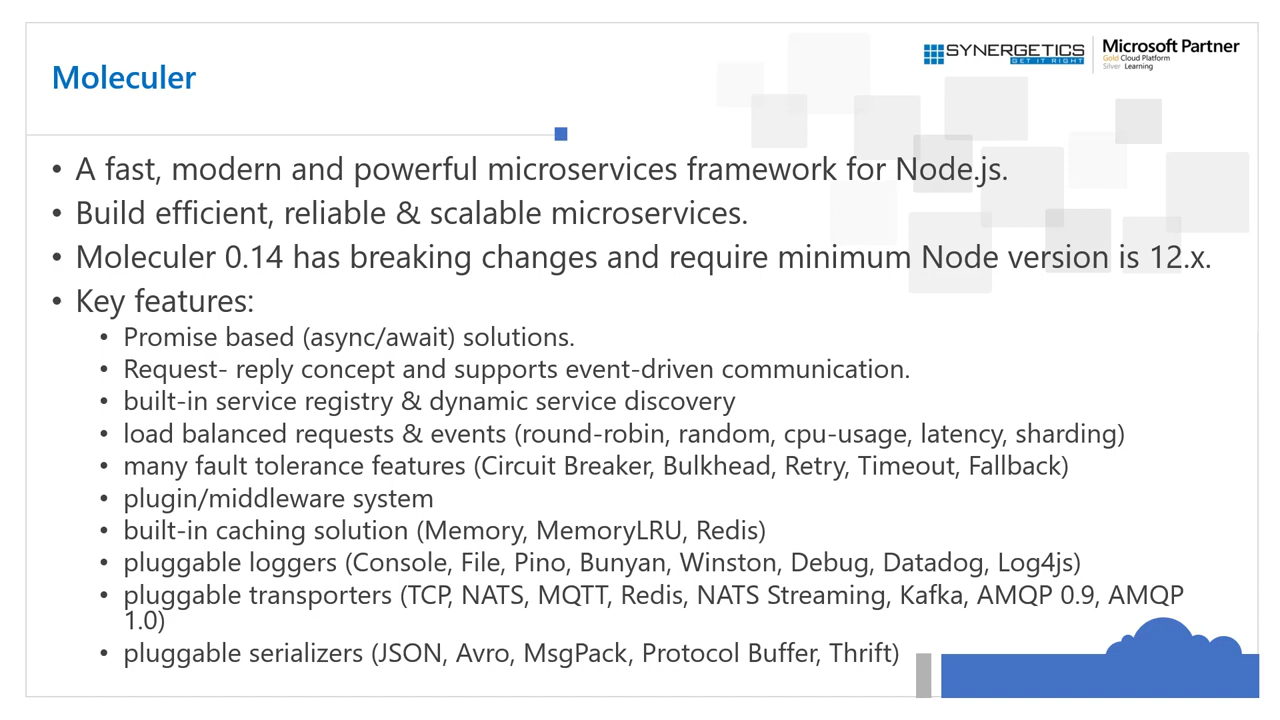 SYNERGETICS
GET IT RIGHT
Microsoft Partner
Gold Cloud Platform
Silver Learning
Moleculer
• A fast, modern and powerful microservices framework for Node.js.
• Build efficient, reliable & scalable microservices.
• Moleculer 0.14 has breaking changes and require minimum Node version is 12.x.
• Key features:
• Promise based (async/await) solutions.
• Request- reply concept and supports event-driven communication.
• built-in service registry & dynamic service discovery
• load balanced requests & events (round-robin, random, cpu-usage, latency, sharding)
• many fault tolerance features (Circuit Breaker, Bulkhead, Retry, Timeout, Fallback)
• plugin/middleware system
• built-in caching solution (Memory, MemoryLRU, Redis)
• pluggable loggers (Console, File, Pino, Bunyan, Winston, Debug, Datadog, Log4js)
• pluggable transporters (TCP, NATS, MQTT, Redis, NATS Streaming, Kafka, AMQP 0.9, AMQP
1.0)
• pluggable serializers (JSON, Avro, MsgPack, Protocol Buffer, Thrift)